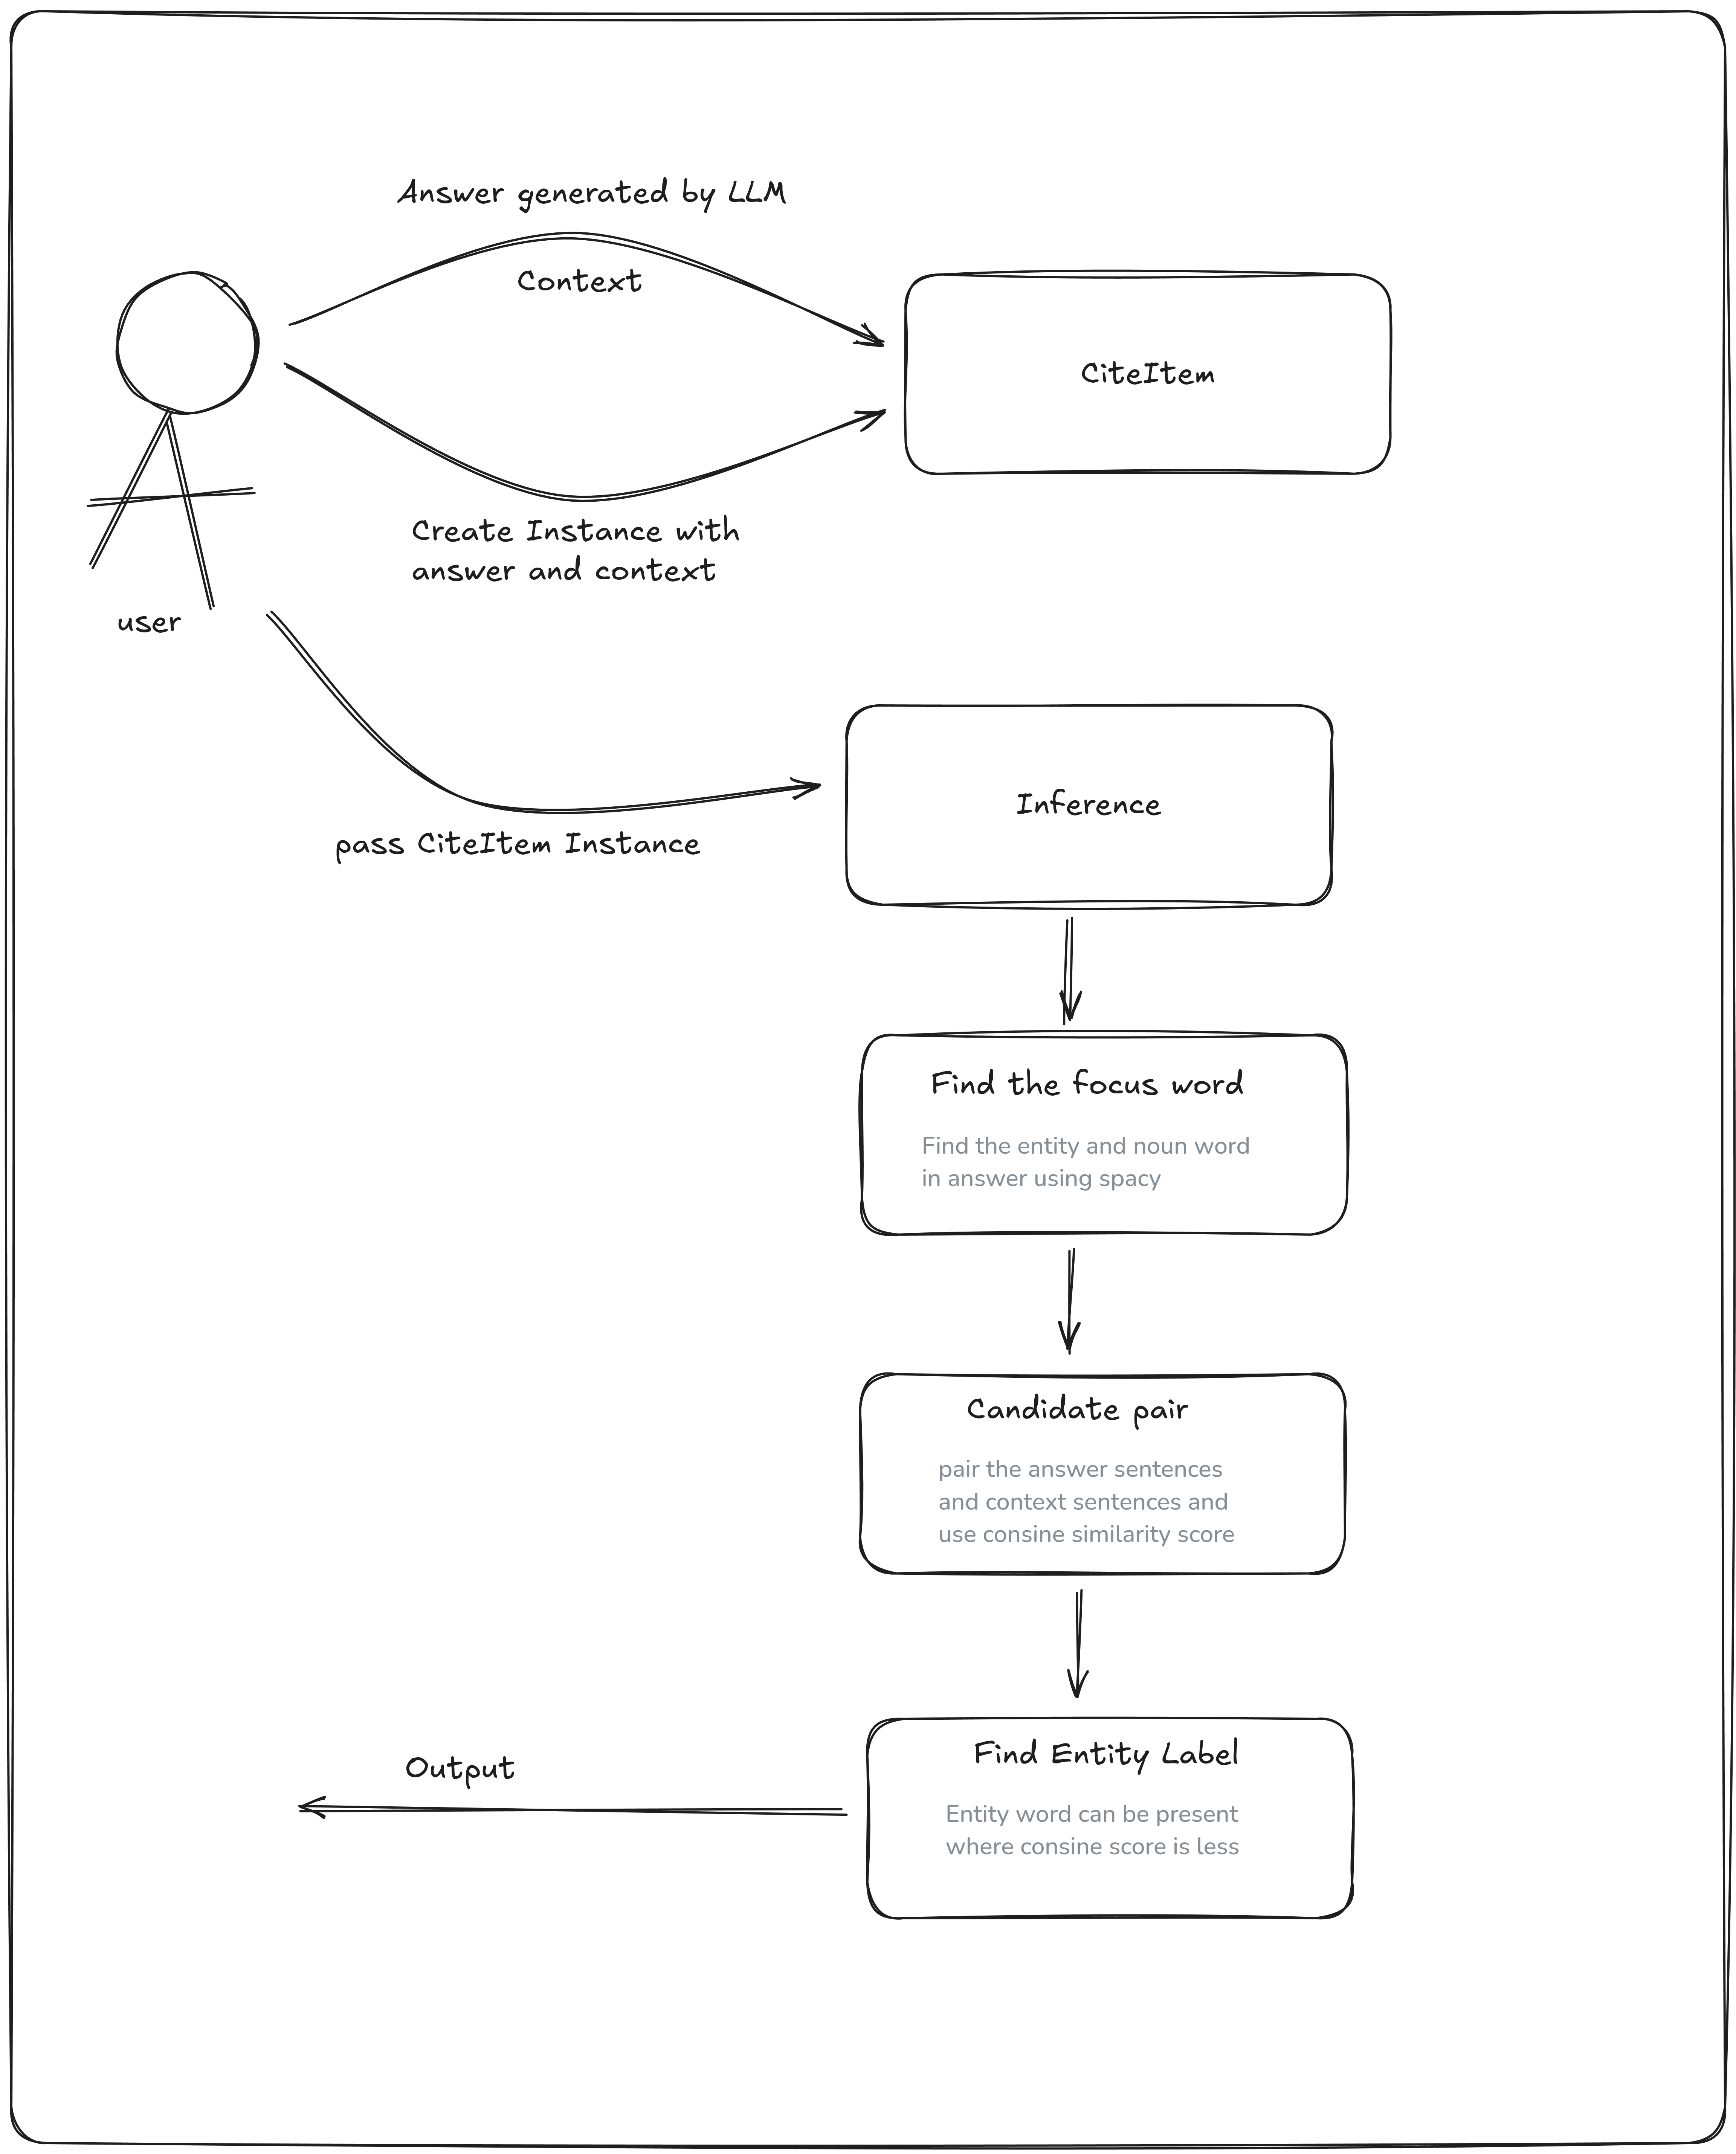 Answer generated by LLM
Context
CiteItem
Create Instance with
answer and context
user
Inference
pass CiteItem Instance
Find the focus word
Find the entity and noun word
in answer using spacy
Candidate pair
pair the answer sentences
and context sentences and
use consine similarity score
Find Entity Label
Output
Entity word can be present
where consine score is less